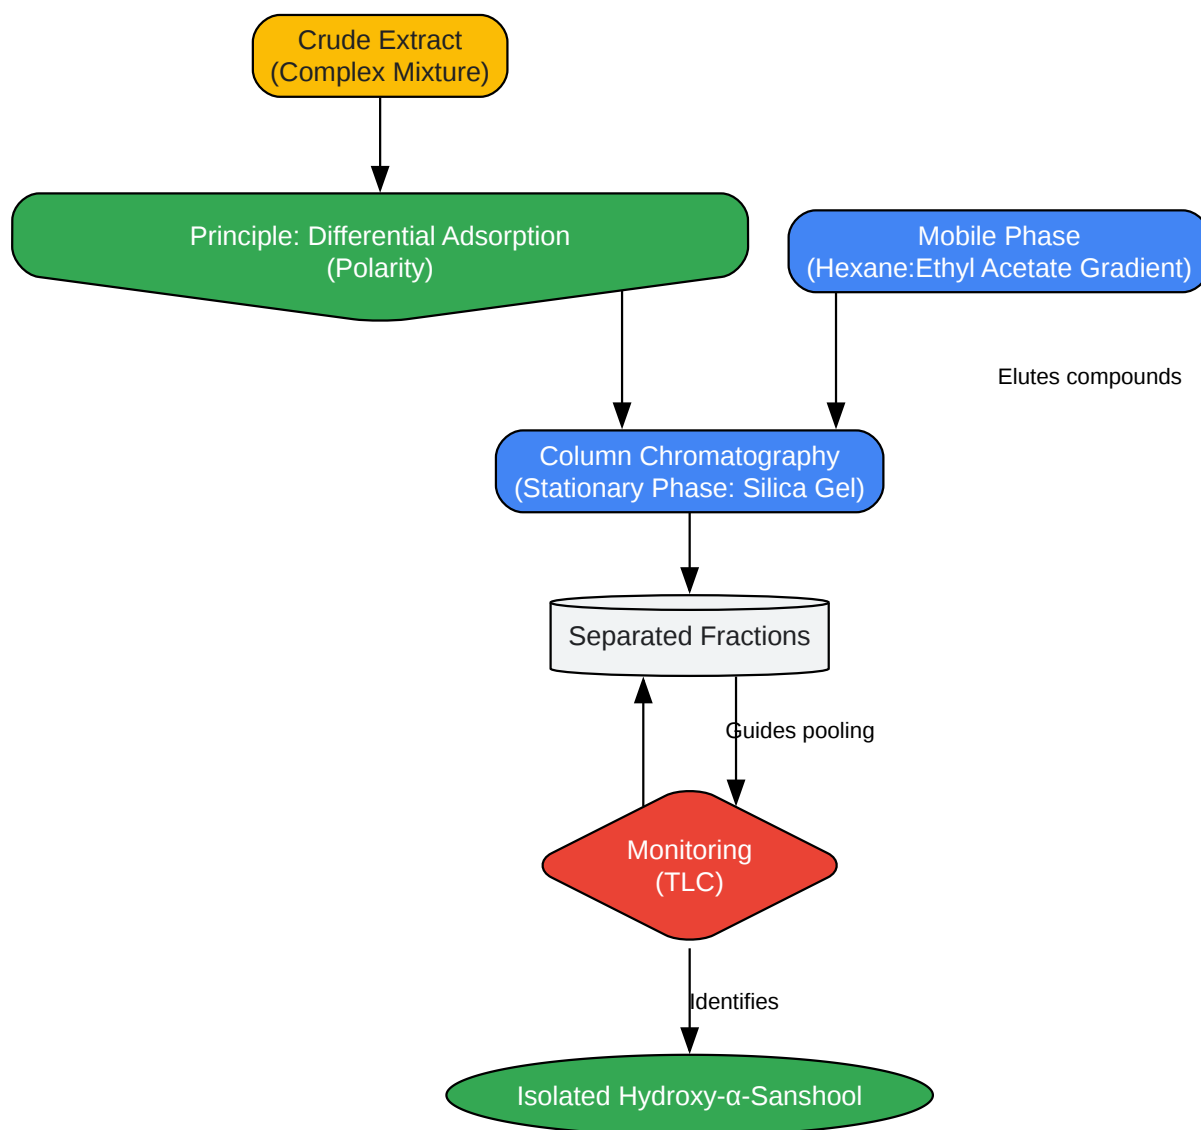 Crude Extract
(Complex Mixture)
Principle: Differential Adsorption
(Polarity)
Mobile Phase
(Hexane:Ethyl Acetate Gradient)
Elutes compounds
Column Chromatography
(Stationary Phase: Silica Gel)
Separated Fractions
Guides pooling
Monitoring
(TLC)
Identifies
Isolated Hydroxy-α-Sanshool